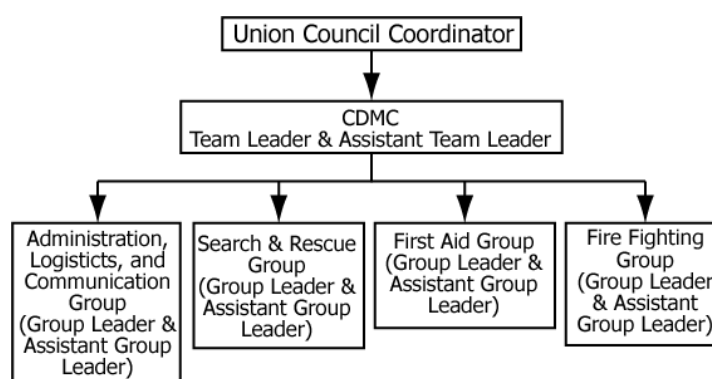 Union Council Coordinator
CDMC
Team Leader & Assistant Team Leader
Administration,
Logisticts, and
Communication
Group
(Group Leader &
Assistant Group
Leader)
Search & Rescue
Group
(Group Leader &
Assistant Group
Leader)
First Aid Group
(Group Leader &
Assistant Group
Leader)
Fire Fighting
Group
(Group Leader
& Assistant
Group Leader)